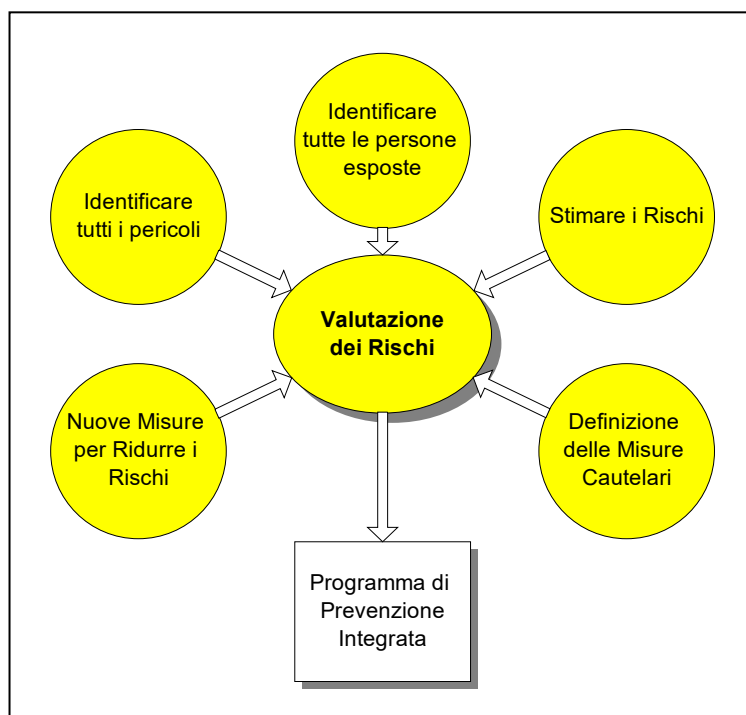 Identificare
tutte le persone
esposte
Identificare
tutti i pericoli
Stimare i Rischi
Valutazione
dei Rischi
Nuove Misure
per Ridurre i
Rischi
Definizione
delle Misure
Cautelari
Programma di
Prevenzione
Integrata